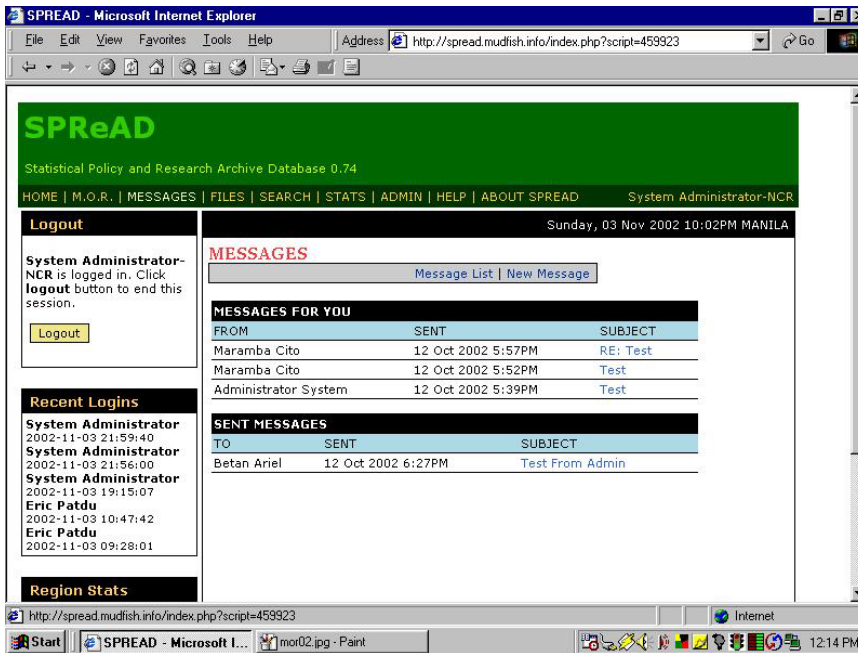 SPREAD - Microsoft Internet Explorer
File Edit View Favorites Tools Help Address http://spread.mudfish.info/index.php?script=459923 Go
SPReAD
Statistical Policy and Research Archive Database 0.74
HOME | M.O.R. | MESSAGES | FILES | SEARCH | STATS | ADMIN | HELP | ABOUT SPREAD System Administrator-NCR
Logout
System Administrator-
NCR is logged in. Click
logout button to end this
session.
Logout
Recent Logins
System Administrator
2002-11-03 21:59:40
System Administrator
2002-11-03 21:56:00
System Administrator
2002-11-03 19:15:07
Eric Patdu
2002-11-03 10:47:42
Eric Patdu
2002-11-03 09:28:01
Region Stats
Sunday, 03 Nov 2002 10:02PM MANILA
MESSAGES
Message List | New Message
MESSAGES FOR YOU
FROM SENT SUBJECT
Maramba Cito 12 Oct 2002 5:57PM RE: Test
Maramba Cito 12 Oct 2002 5:52PM Test
Administrator System 12 Oct 2002 5:39PM Test
SENT MESSAGES
TO SENT SUBJECT
Betan Ariel 12 Oct 2002 6:27PM Test From Admin
http://spread.mudfish.info/index.php?script=459923 Internet
Start SPREAD - Microsoft I... mor02.jpg - Paint 12:14 PM